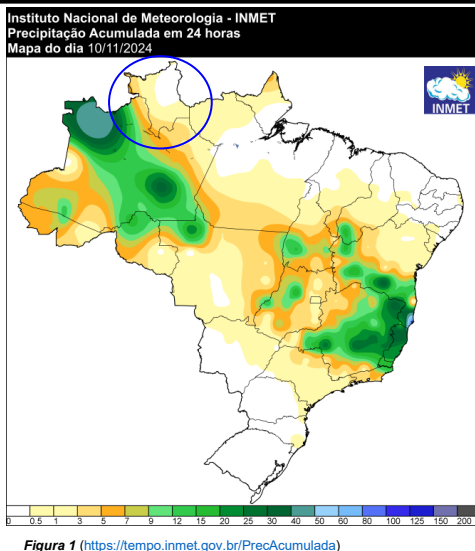 Instituto Nacional de Meteorologia - INMET
Precipitação Acumulada em 24 horas
Mapa do dia 10/11/2024
INMET
0 0.5 1 3 5 7 9 12 15 20 25 30 40 50 60 80 100 125 150 200
Figura 1 (https://tempo.inmet.gov.br/PrecAcumulada)